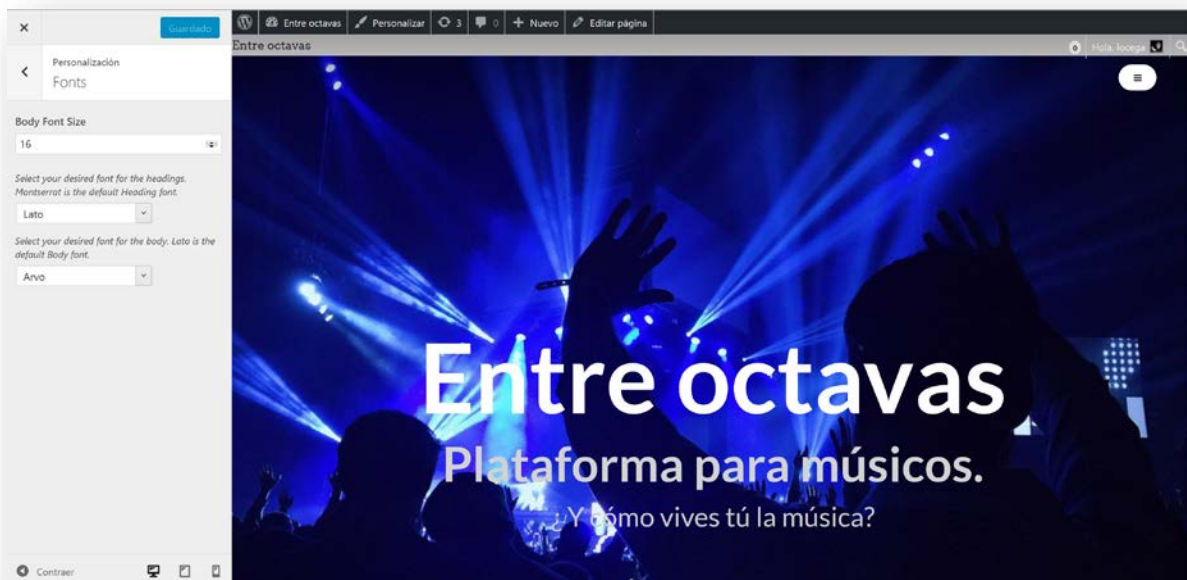 Guardado
Personalización
Fonts
Body Font Size
16
Select your desired font for the headings.
Montserrat is the default Heading font.
Lato
Select your desired font for the body. Lato is the
default Body font.
Arvo
Contraer
Entre octavas Personalizar 3 0 Nuevo Editar página
Entre octavas
Hola, locega
Entre octavas
Plataforma para músicos.
¿Y cómo vives tú la música?